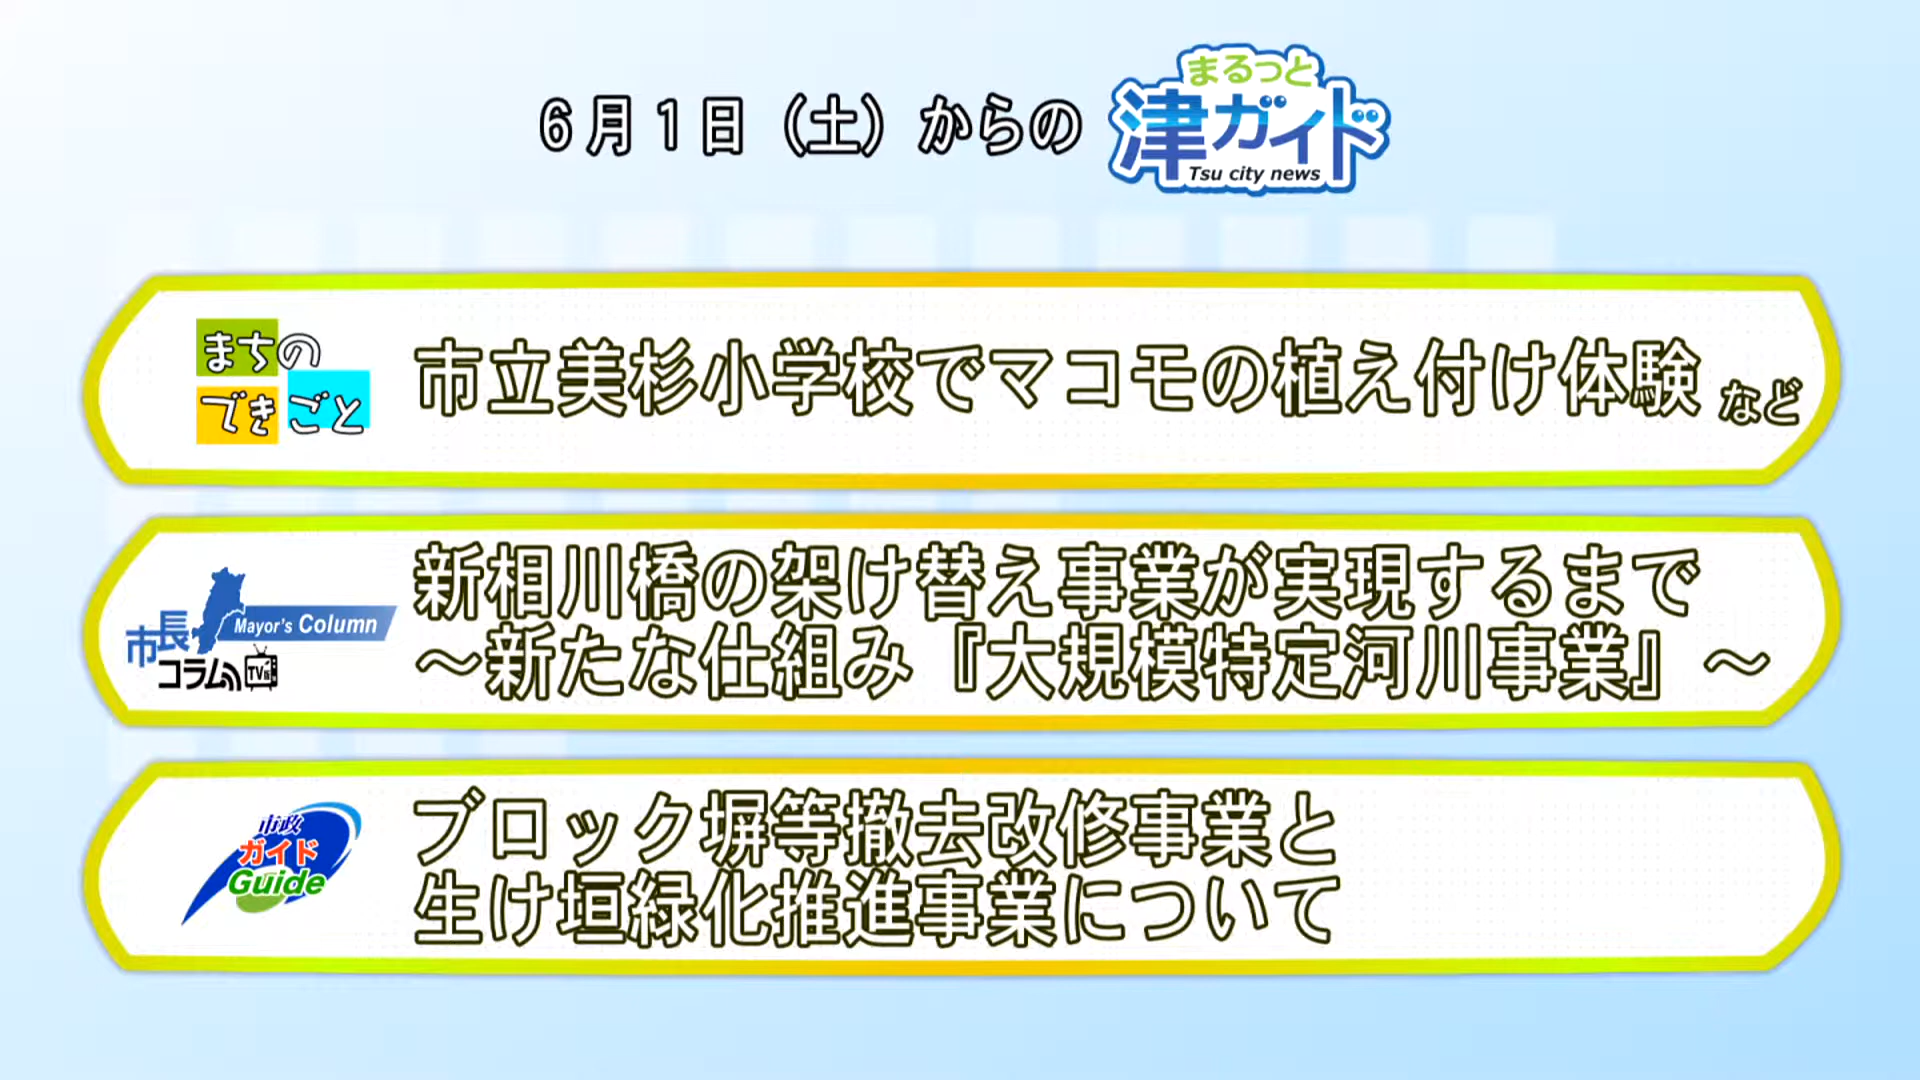 6月1日（土）からの
まるっと
津ガイド
Tsu city news
まちの
できごと
市立美杉小学校でマコモの植え付け体験 など
市長
Mayor's Column
コラム
TV版
新相川橋の架け替え事業が実現するまで
～新たな仕組み『大規模特定河川事業』～
市政
ガイド
Guide
ブロック塀等撤去改修事業と
生け垣緑化推進事業について